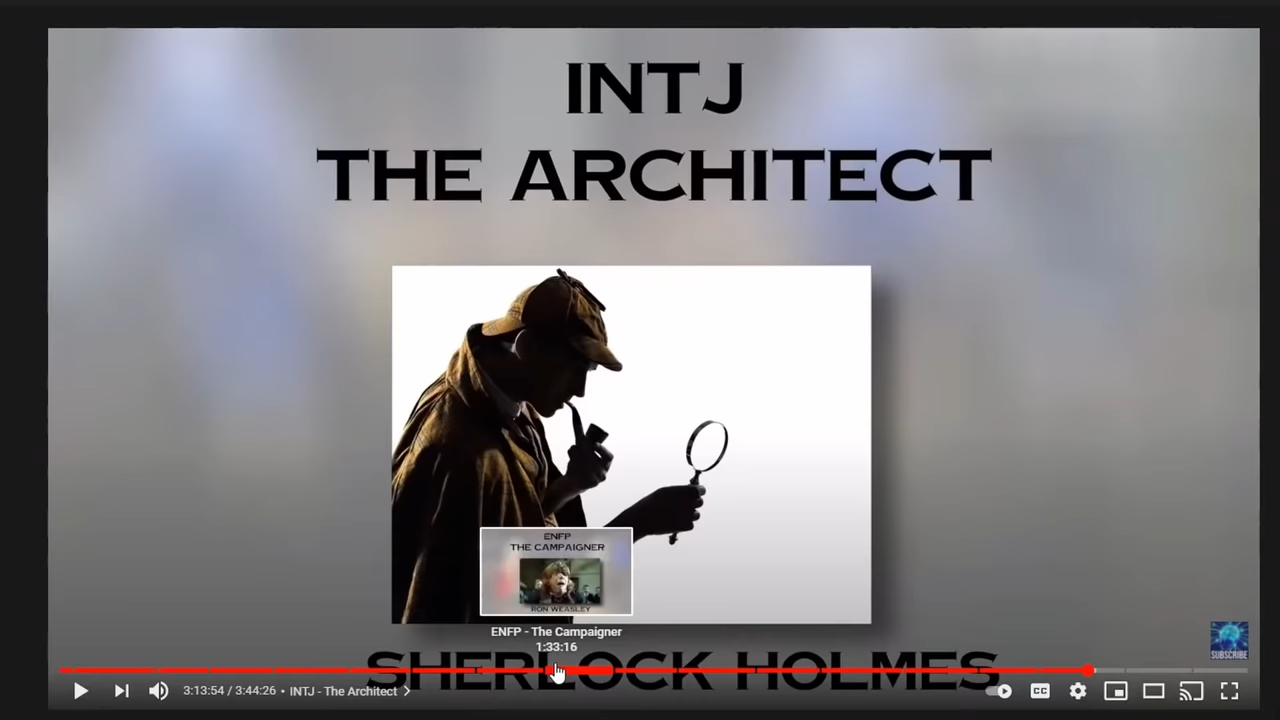 INTJ
THE ARCHITECT
ENFP
THE CAMPAIGNER
RON WEASLEY
ENFP - The Campaigner
1:33:16
SUBSCRIBE
SHERLOCK HOLMES
3:13:54 / 3:44:26 • INTJ - The Architect
CC